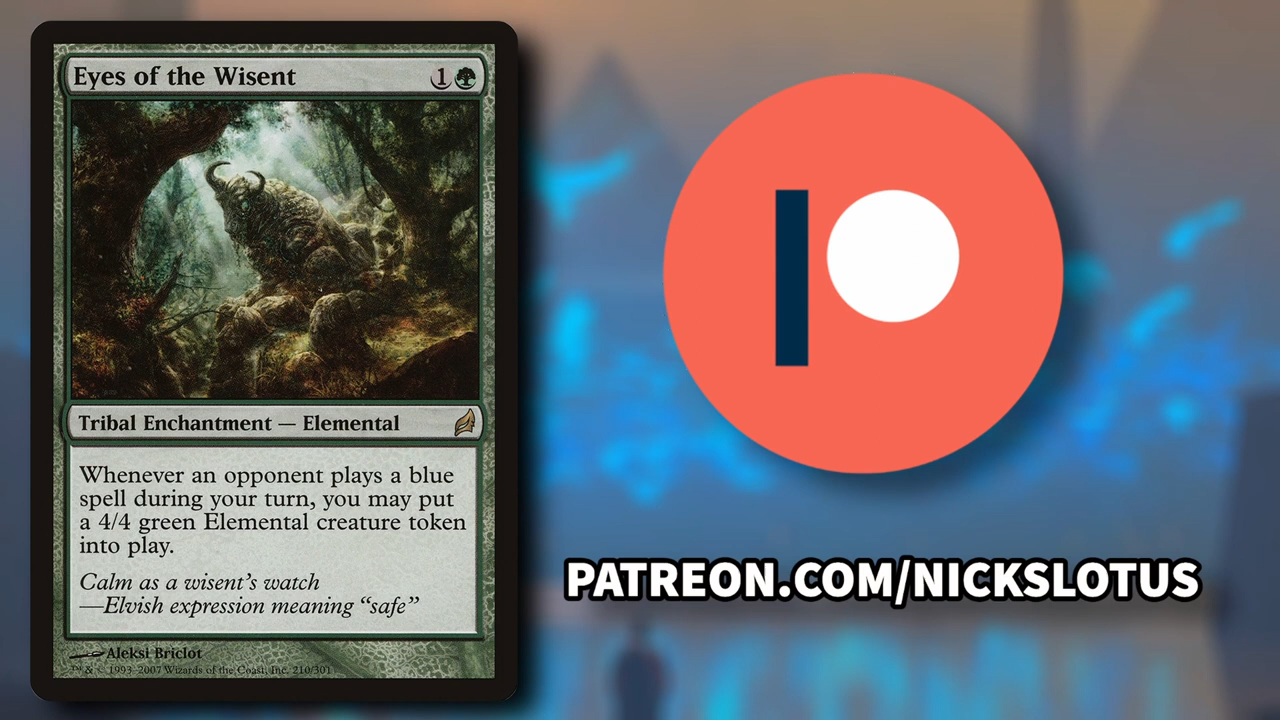 Eyes of the Wisent
1
Tribal Enchantment — Elemental
Whenever an opponent plays a blue
spell during your turn, you may put
a 4/4 green Elemental creature token
into play.
Calm as a wisent's watch
—Elvish expression meaning “safe”
Aleksi Briclot
™ & © 1993–2007 Wizards of the Coast, Inc. 210/301
PATREON.COM/NICKSLOTUS